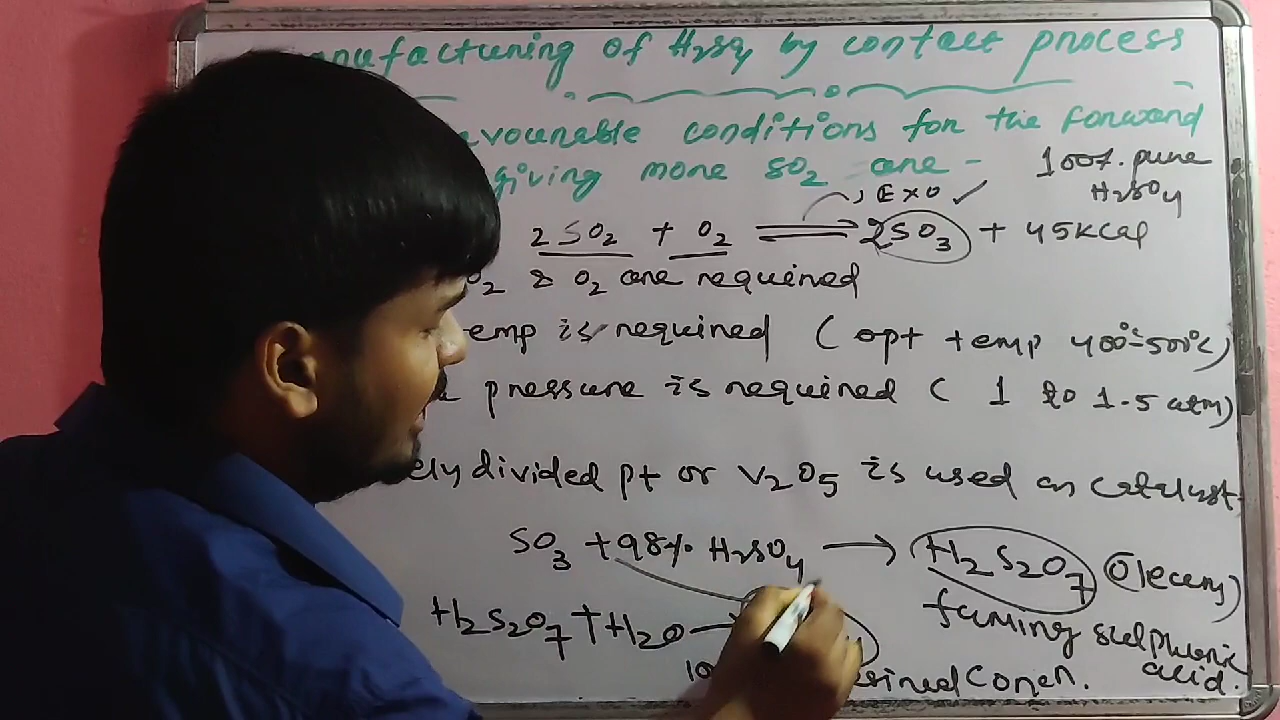 nufacturing of H2SO4 by contact process
avourable conditions for the forward
giving more SO2 are -
100% pure
H2SO4
Exo ✓
2SO2 + O2 ⇌ 2SO3 + 45Kcal
O2 & O2 are required
emp is required ( opt temp 400°-500°C)
pressure is required ( 1 to 1.5 atm)
ely divided pt or V2O5 is used as catalyst.
SO3 + 98% H2SO4 → H2S2O7 (Oleum)
fuming sulphuric
acid.
H2S2O7 + H2O →
10 sired concn.